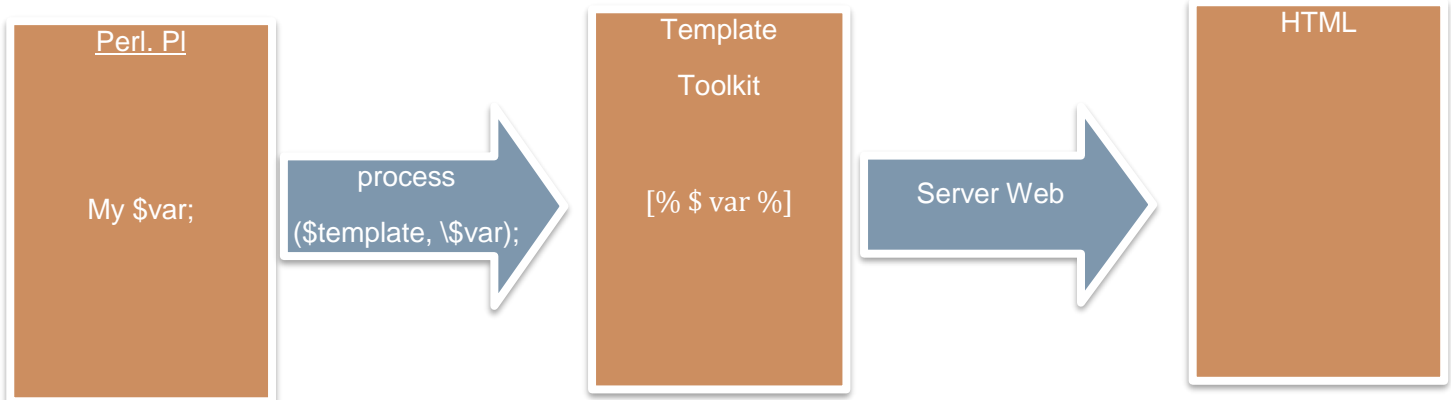 Perl. Pl
My $var;
process
($template, \$var);
Template
Toolkit
[% $ var %]
Server Web
HTML